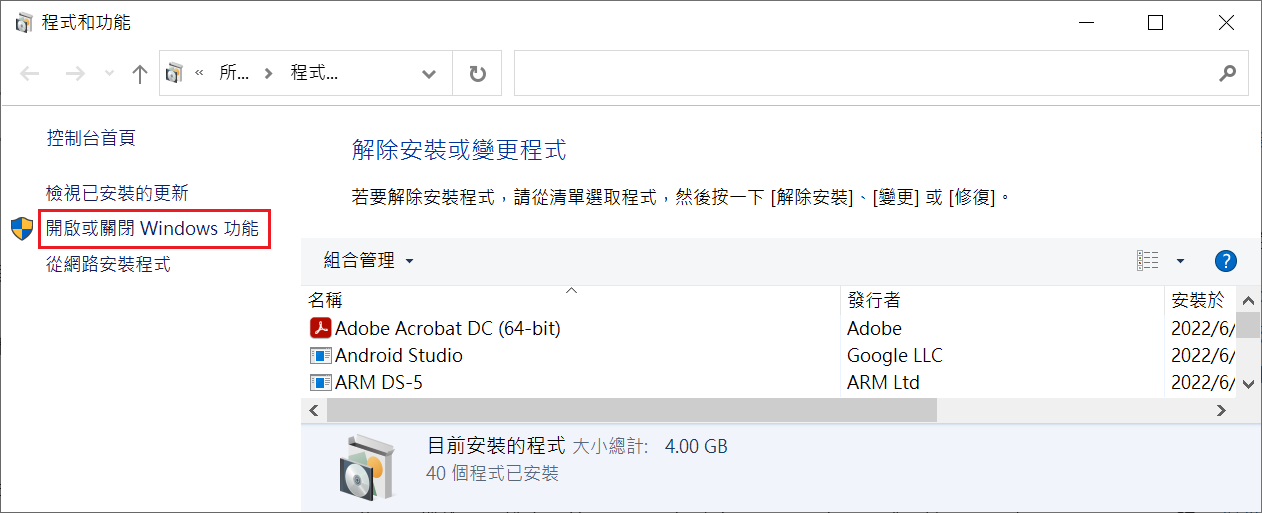 程式和功能
« 所... > 程式...
控制台首頁
檢視已安裝的更新
開啟或關閉 Windows 功能
從網路安裝程式
解除安裝或變更程式
若要解除安裝程式，請從清單選取程式，然後按一下 [解除安裝]、[變更] 或 [修復]。
組合管理
名稱 發行者 安裝於
Adobe Acrobat DC (64-bit) Adobe 2022/6/
Android Studio Google LLC 2022/6/
ARM DS-5 ARM Ltd 2022/6/
目前安裝的程式 大小總計: 4.00 GB
40 個程式已安裝